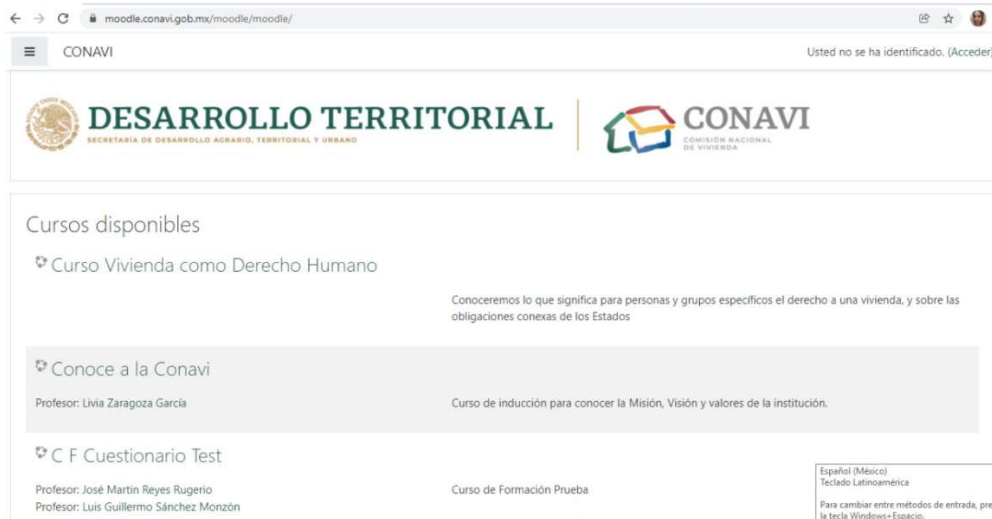 moodle.conavi.gob.mx/moodle/moodle/
CONAVI
Usted no se ha identificado. (Acceder)
DESARROLLO TERRITORIAL
SECRETARÍA DE DESARROLLO AGRARIO, TERRITORIAL Y URBANO
CONAVI
COMISIÓN NACIONAL
DE VIVIENDA
Cursos disponibles
Curso Vivienda como Derecho Humano
Conoceremos lo que significa para personas y grupos específicos el derecho a una vivienda, y sobre las
obligaciones conexas de los Estados
Conoce a la Conavi
Profesor: Livia Zaragoza García
Curso de inducción para conocer la Misión, Visión y valores de la institución.
C F Cuestionario Test
Profesor: José Martin Reyes Rugerio
Profesor: Luis Guillermo Sánchez Monzón
Curso de Formación Prueba
Español (México)
Teclado Latinoamérica
Para cambiar entre métodos de entrada, pre
la tecla Windows+Espacio.